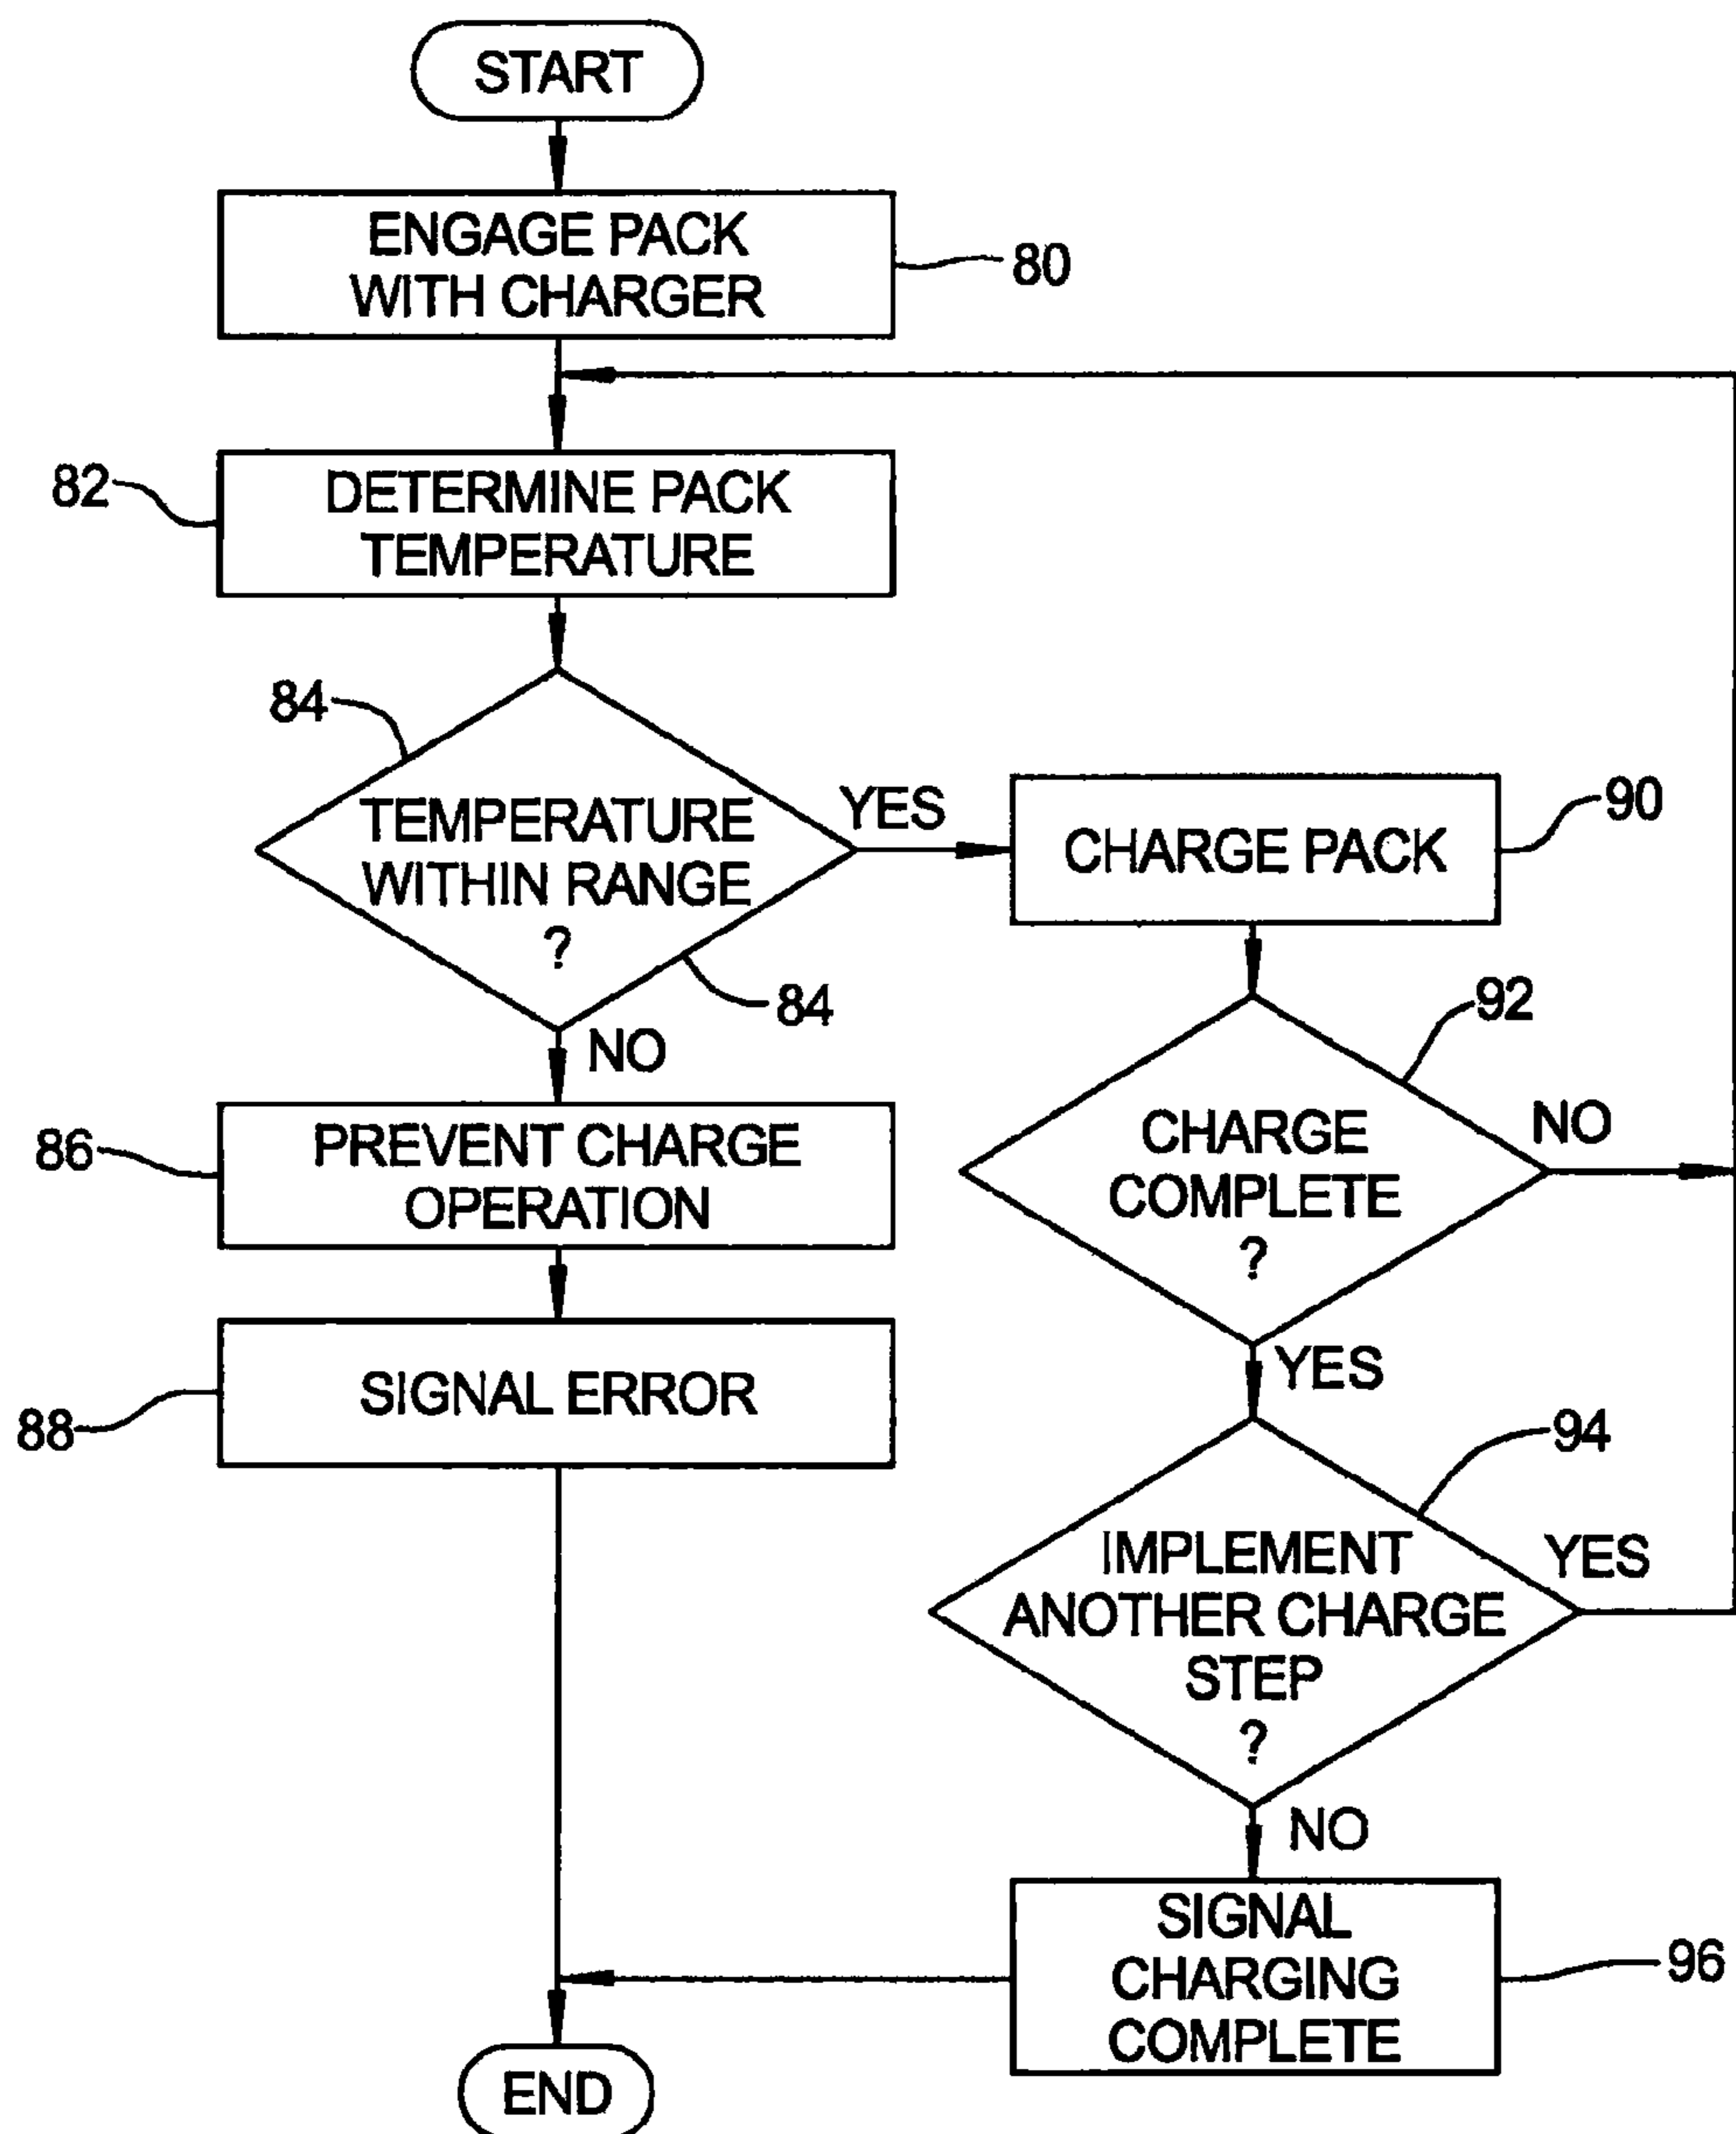 START
ENGAGE PACK
WITH CHARGER
80
82
DETERMINE PACK
TEMPERATURE
84
TEMPERATURE
WITHIN RANGE
?
84
YES
NO
CHARGE PACK
90
92
CHARGE
COMPLETE
?
NO
YES
86
PREVENT CHARGE
OPERATION
88
SIGNAL ERROR
94
IMPLEMENT
ANOTHER CHARGE
STEP
?
YES
NO
SIGNAL
CHARGING
COMPLETE
96
END